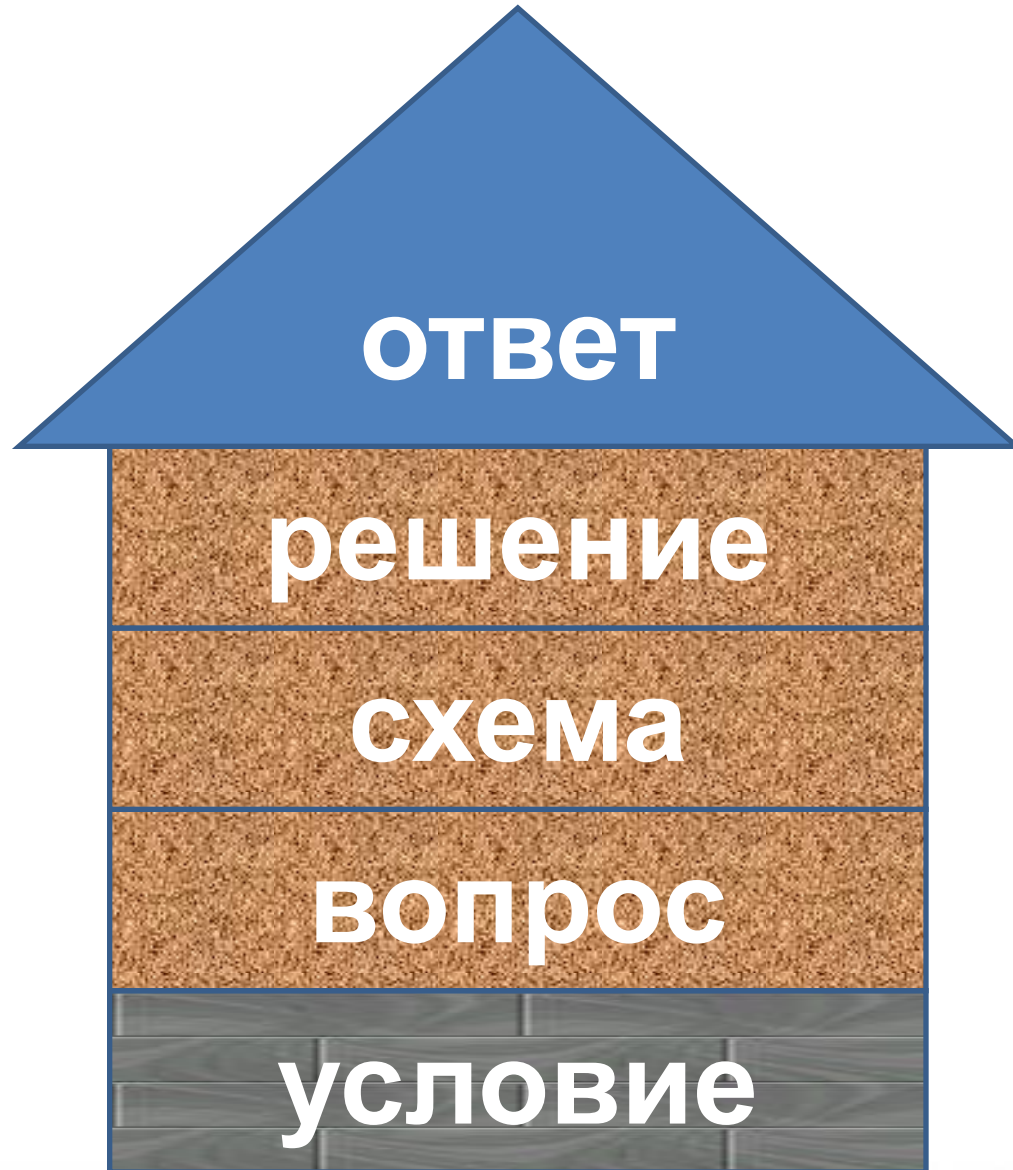 ответ
решение
схема
вопрос
условие